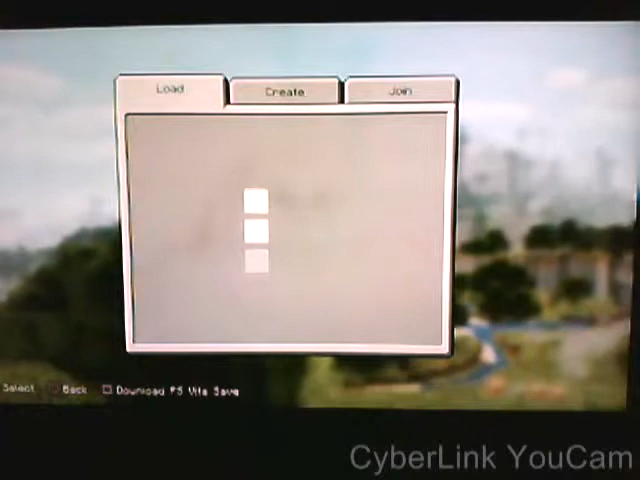 Load
Create
Join
Select Back Download PS Vita Save
CyberLink YouCam